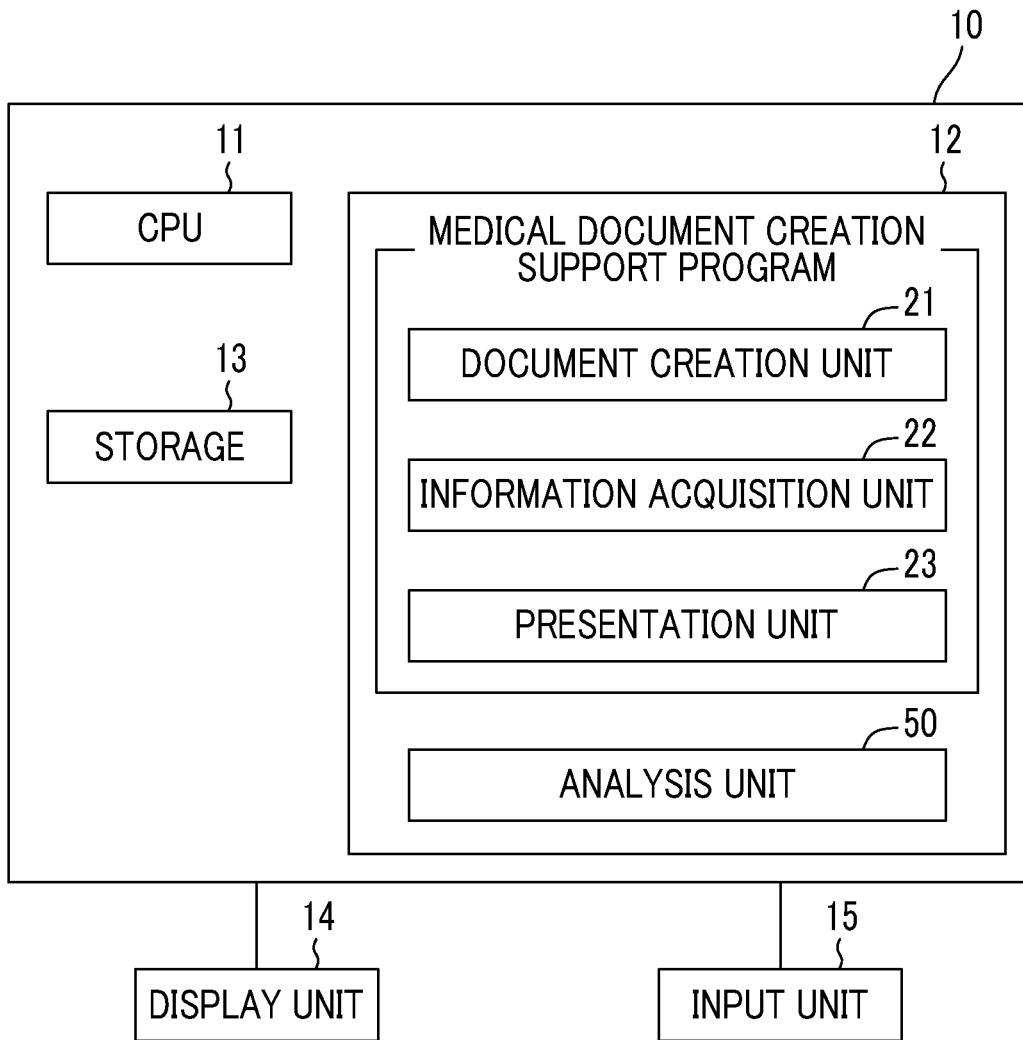 10
11
12
CPU
MEDICAL DOCUMENT CREATION
SUPPORT PROGRAM
21
DOCUMENT CREATION UNIT
13
STORAGE
22
INFORMATION ACQUISITION UNIT
23
PRESENTATION UNIT
50
ANALYSIS UNIT
14
15
DISPLAY UNIT
INPUT UNIT